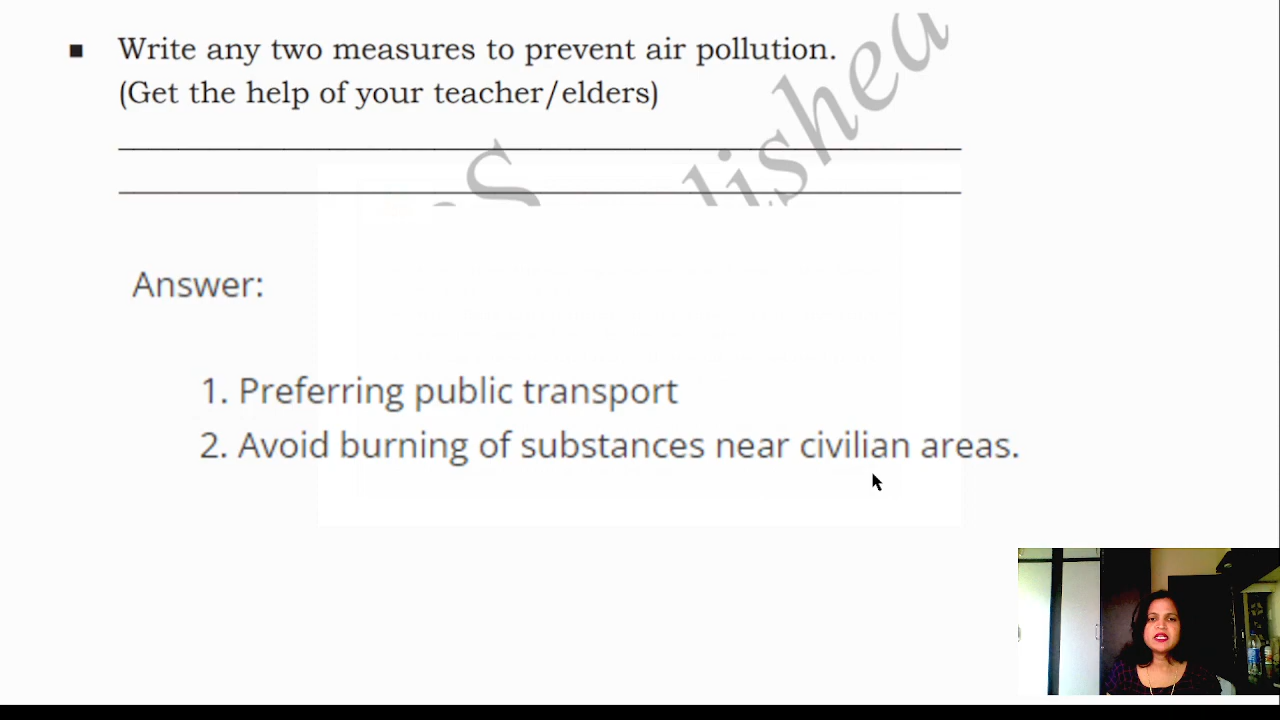 ▪ Write any two measures to prevent air pollution.
(Get the help of your teacher/elders)
Answer:
1. Preferring public transport
2. Avoid burning of substances near civilian areas.